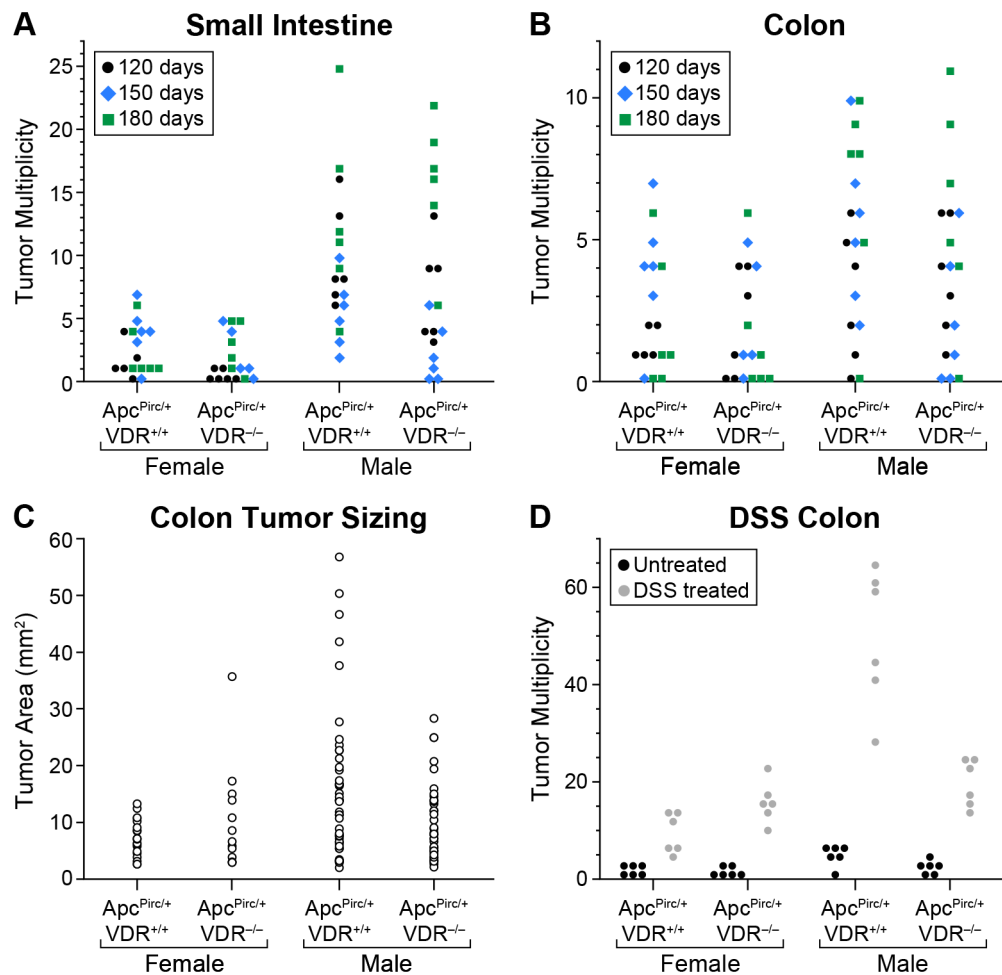 A
Small Intestine
120 days
150 days
180 days
Tumor Multiplicity
25
20
15
10
5
0
Apc^Pirc/+ VDR^+/+
Apc^Pirc/+ VDR^−/−
Apc^Pirc/+ VDR^+/+
Apc^Pirc/+ VDR^−/−
Female
Male
B
Colon
120 days
150 days
180 days
Tumor Multiplicity
10
5
0
Apc^Pirc/+ VDR^+/+
Apc^Pirc/+ VDR^−/−
Apc^Pirc/+ VDR^+/+
Apc^Pirc/+ VDR^−/−
Female
Male
C
Colon Tumor Sizing
Tumor Area (mm²)
60
50
40
30
20
10
0
Apc^Pirc/+ VDR^+/+
Apc^Pirc/+ VDR^−/−
Apc^Pirc/+ VDR^+/+
Apc^Pirc/+ VDR^−/−
Female
Male
D
DSS Colon
Untreated
DSS treated
Tumor Multiplicity
60
40
20
0
Apc^Pirc/+ VDR^+/+
Apc^Pirc/+ VDR^−/−
Apc^Pirc/+ VDR^+/+
Apc^Pirc/+ VDR^−/−
Female
Male